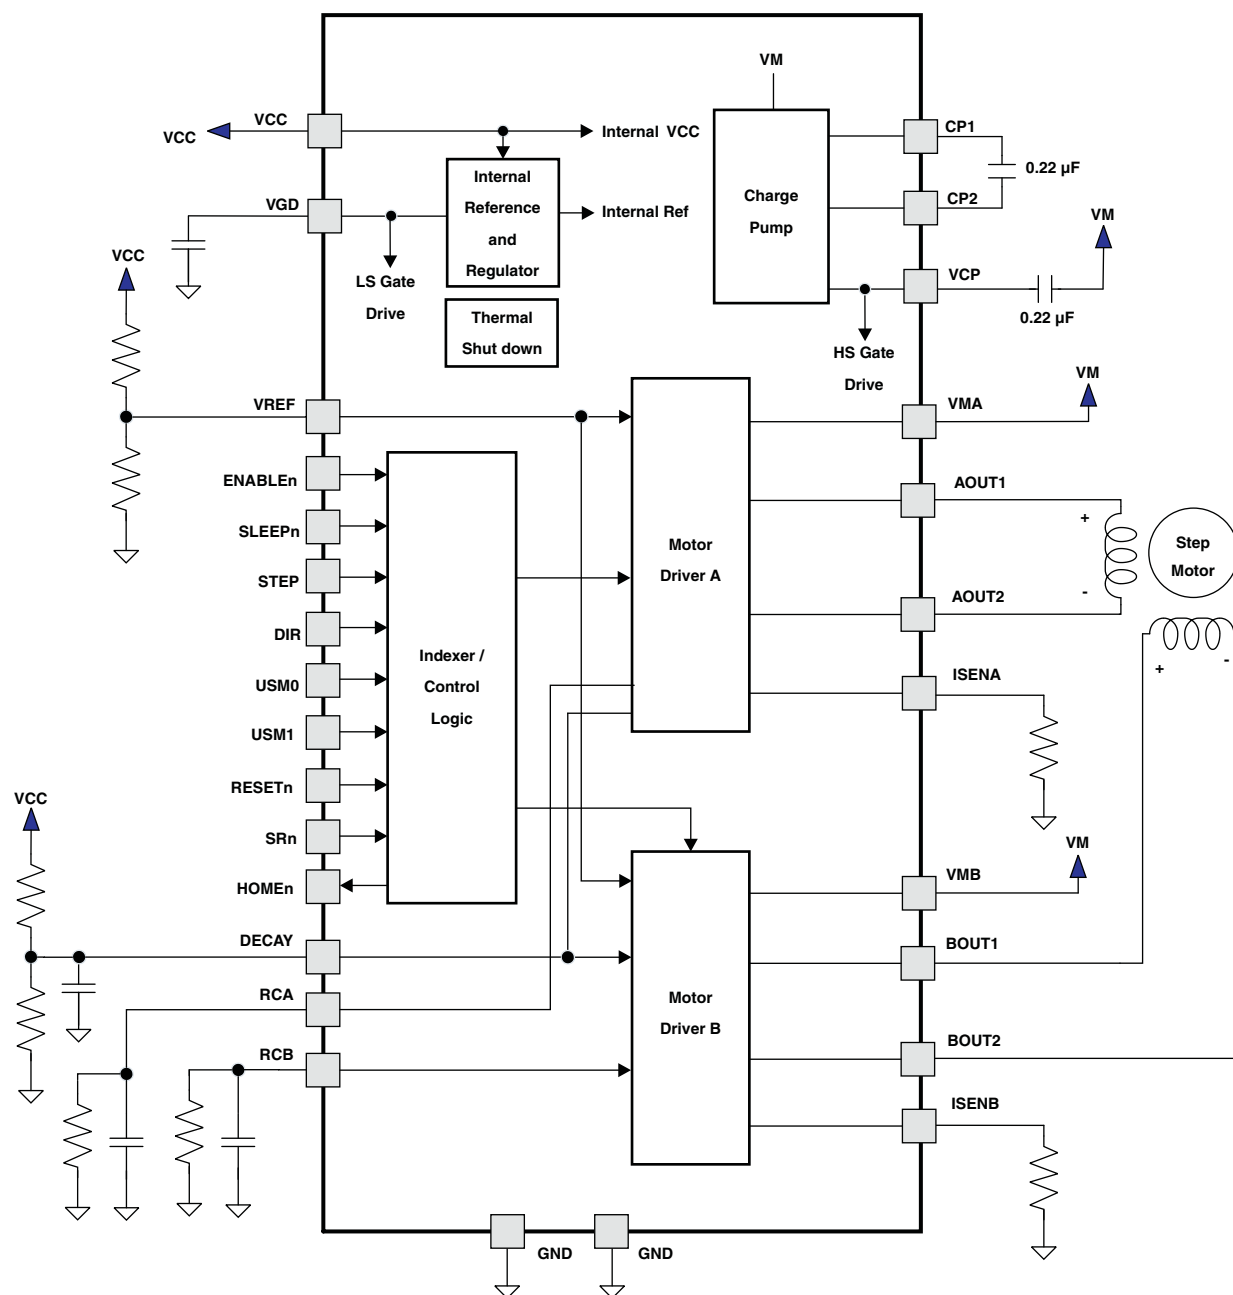 VM
VCC
VCC
Internal VCC
CP1
0.22 µF
Internal
Reference
and
Regulator
Charge
Pump
VGD
Internal Ref
CP2
VM
VCC
LS Gate
Drive
VCP
0.22 µF
Thermal
Shut down
HS Gate
Drive
VREF
VM
VMA
ENABLEn
AOUT1
SLEEPn
+
Step
Motor
Motor
Driver A
STEP
-
AOUT2
DIR
Indexer /
Control
Logic
+
-
USM0
ISENA
USM1
RESETn
VCC
SRn
VM
HOMEn
VMB
DECAY
BOUT1
RCA
Motor
Driver B
RCB
BOUT2
ISENB
GND
GND